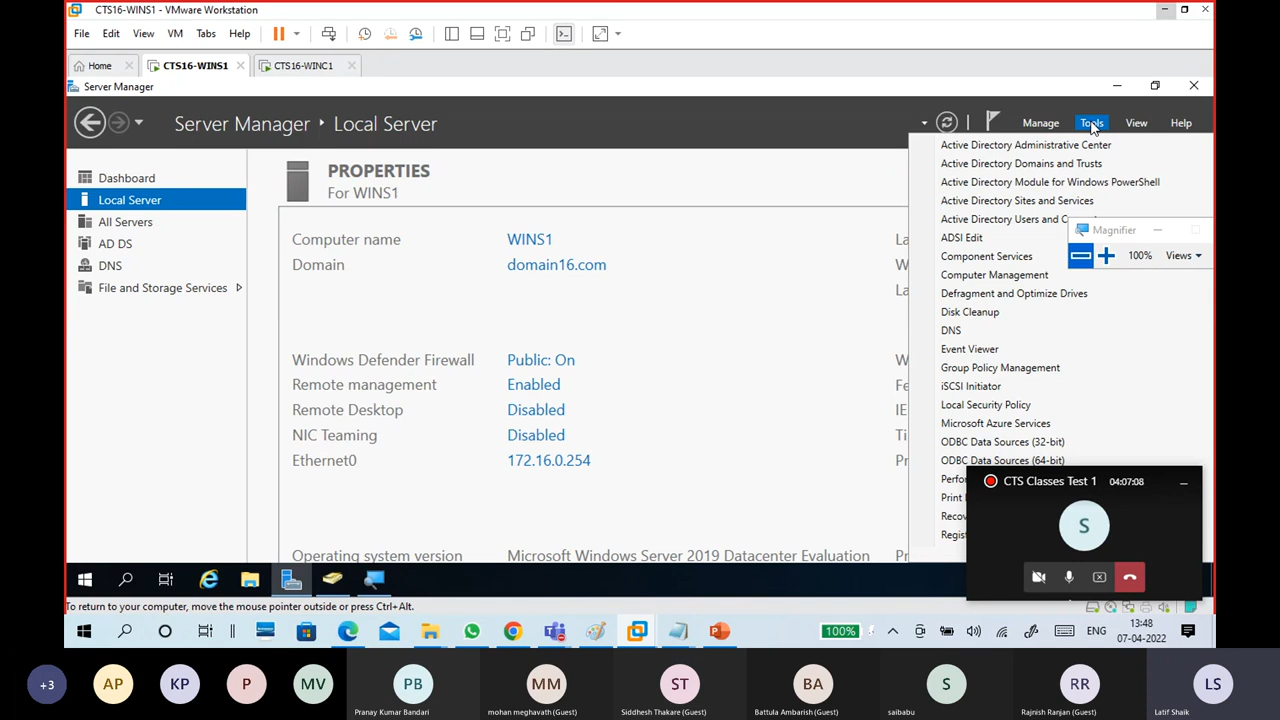 CTS16-WINS1 - VMware Workstation
File Edit View VM Tabs Help
Home CTS16-WINS1 CTS16-WINC1
Server Manager
Server Manager Local Server
Manage Tools View Help
Dashboard
Local Server
All Servers
AD DS
DNS
File and Storage Services
PROPERTIES
For WINS1
Computer name WINS1
Domain domain16.com
Windows Defender Firewall Public: On
Remote management Enabled
Remote Desktop Disabled
NIC Teaming Disabled
Ethernet0 172.16.0.254
Operating system version Microsoft Windows Server 2019 Datacenter Evaluation
Active Directory Administrative Center
Active Directory Domains and Trusts
Active Directory Module for Windows PowerShell
Active Directory Sites and Services
Active Directory Users and
ADSI Edit
Component Services
Computer Management
Defragment and Optimize Drives
Disk Cleanup
DNS
Event Viewer
Group Policy Management
iSCSI Initiator
Local Security Policy
Microsoft Azure Services
ODBC Data Sources (32-bit)
ODBC Data Sources (64-bit)
Magnifier
100% Views
CTS Classes Test 1 04:07:08
S
To return to your computer, move the mouse pointer outside or press Ctrl+Alt.
100% ENG 13:48
07-04-2022
+3 AP KP P MV PB MM ST BA S RR LS
Pranay Kumar Bandari mohan meghavath (Guest) Siddhesh Thakare (Guest) Battula Ambarish (Guest) saibabu Rajnish Ranjan (Guest) Latif Shaik